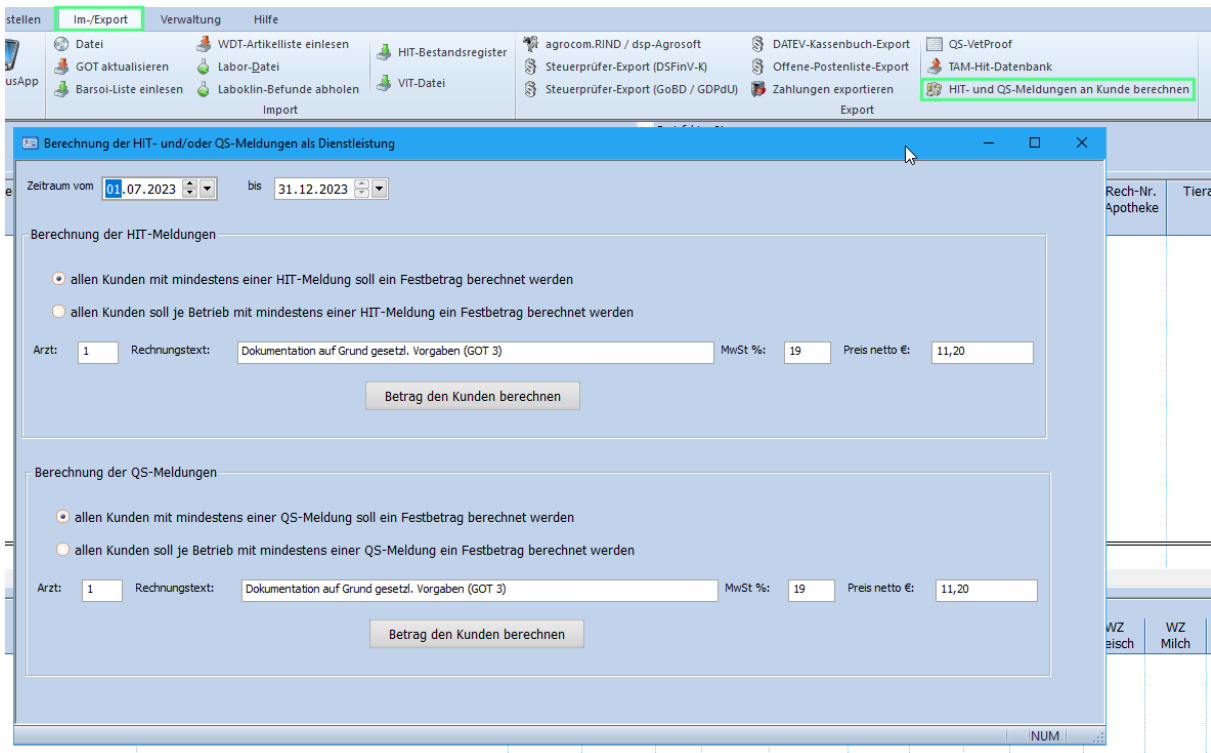 stellen Im-/Export Verwaltung Hilfe
Datei WDT-Artikelliste einlesen HIT-Bestandsregister agrocom.RIND / dsp-Agrosoft DATEV-Kassenbuch-Export QS-VetProof
usApp GOT aktualisieren Labor-Datei VIT-Datei Steuerprüfer-Export (DSFinV-K) Offene-Postenliste-Export TAM-Hit-Datenbank
Barsoi-Liste einlesen Laboklin-Befunde abholen Steuerprüfer-Export (GoBD / GDPdU) Zahlungen exportieren HIT- und QS-Meldungen an Kunde berechnen
Import Export
Berechnung der HIT- und/oder QS-Meldungen als Dienstleistung
Zeitraum vom 01.07.2023 bis 31.12.2023
Rech-Nr. Tiera
Apotheke
Berechnung der HIT-Meldungen
allen Kunden mit mindestens einer HIT-Meldung soll ein Festbetrag berechnet werden
allen Kunden soll je Betrieb mit mindestens einer HIT-Meldung ein Festbetrag berechnet werden
Arzt: 1 Rechnungstext: Dokumentation auf Grund gesetzl. Vorgaben (GOT 3) MwSt %: 19 Preis netto €: 11,20
Betrag den Kunden berechnen
Berechnung der QS-Meldungen
allen Kunden mit mindestens einer QS-Meldung soll ein Festbetrag berechnet werden
allen Kunden soll je Betrieb mit mindestens einer QS-Meldung ein Festbetrag berechnet werden
Arzt: 1 Rechnungstext: Dokumentation auf Grund gesetzl. Vorgaben (GOT 3) MwSt %: 19 Preis netto €: 11,20
Betrag den Kunden berechnen
WZ WZ
eisch Milch
NUM